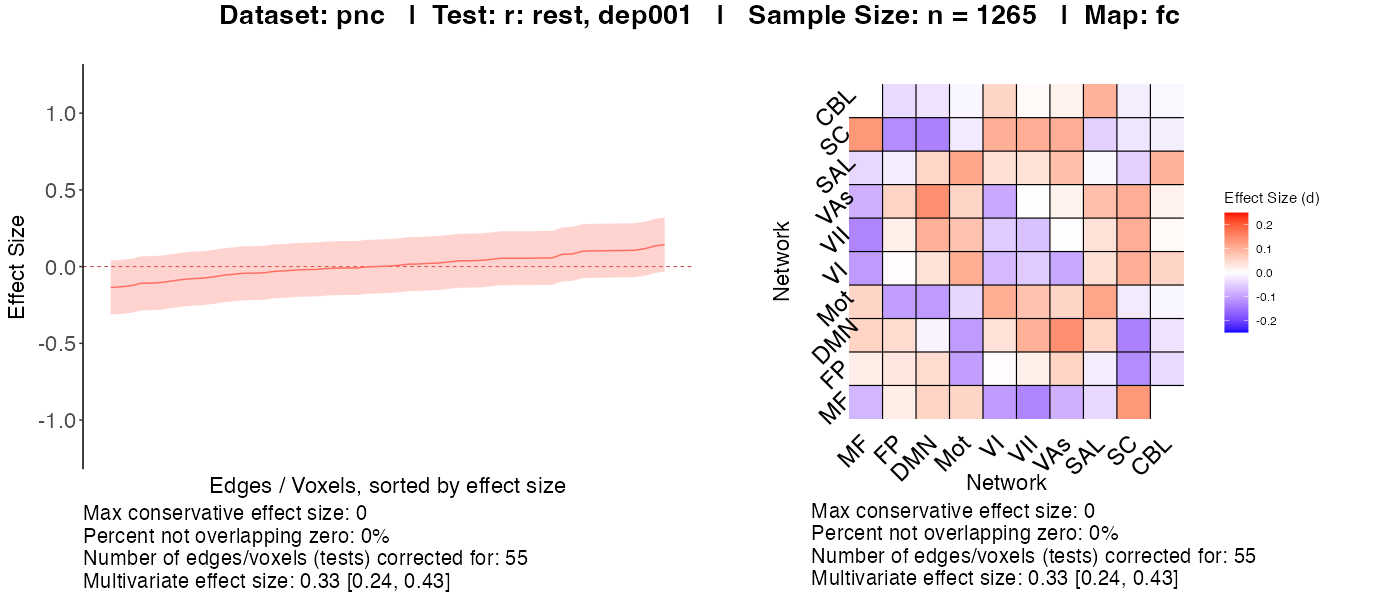 Dataset: pnc | Test: r: rest, dep001 | Sample Size: n = 1265 | Map: fc
Effect Size
1.0
0.5
0.0
-0.5
-1.0
Edges / Voxels, sorted by effect size
Max conservative effect size: 0
Percent not overlapping zero: 0%
Number of edges/voxels (tests) corrected for: 55
Multivariate effect size: 0.33 [0.24, 0.43]
Network
CBL
SC
SAL
VAs
VII
VI
Mot
DMN
FP
MF
MF FP DMN Mot VI VII VAs SAL SC CBL
Network
Effect Size (d)
0.2
0.1
0.0
-0.1
-0.2
Max conservative effect size: 0
Percent not overlapping zero: 0%
Number of edges/voxels (tests) corrected for: 55
Multivariate effect size: 0.33 [0.24, 0.43]